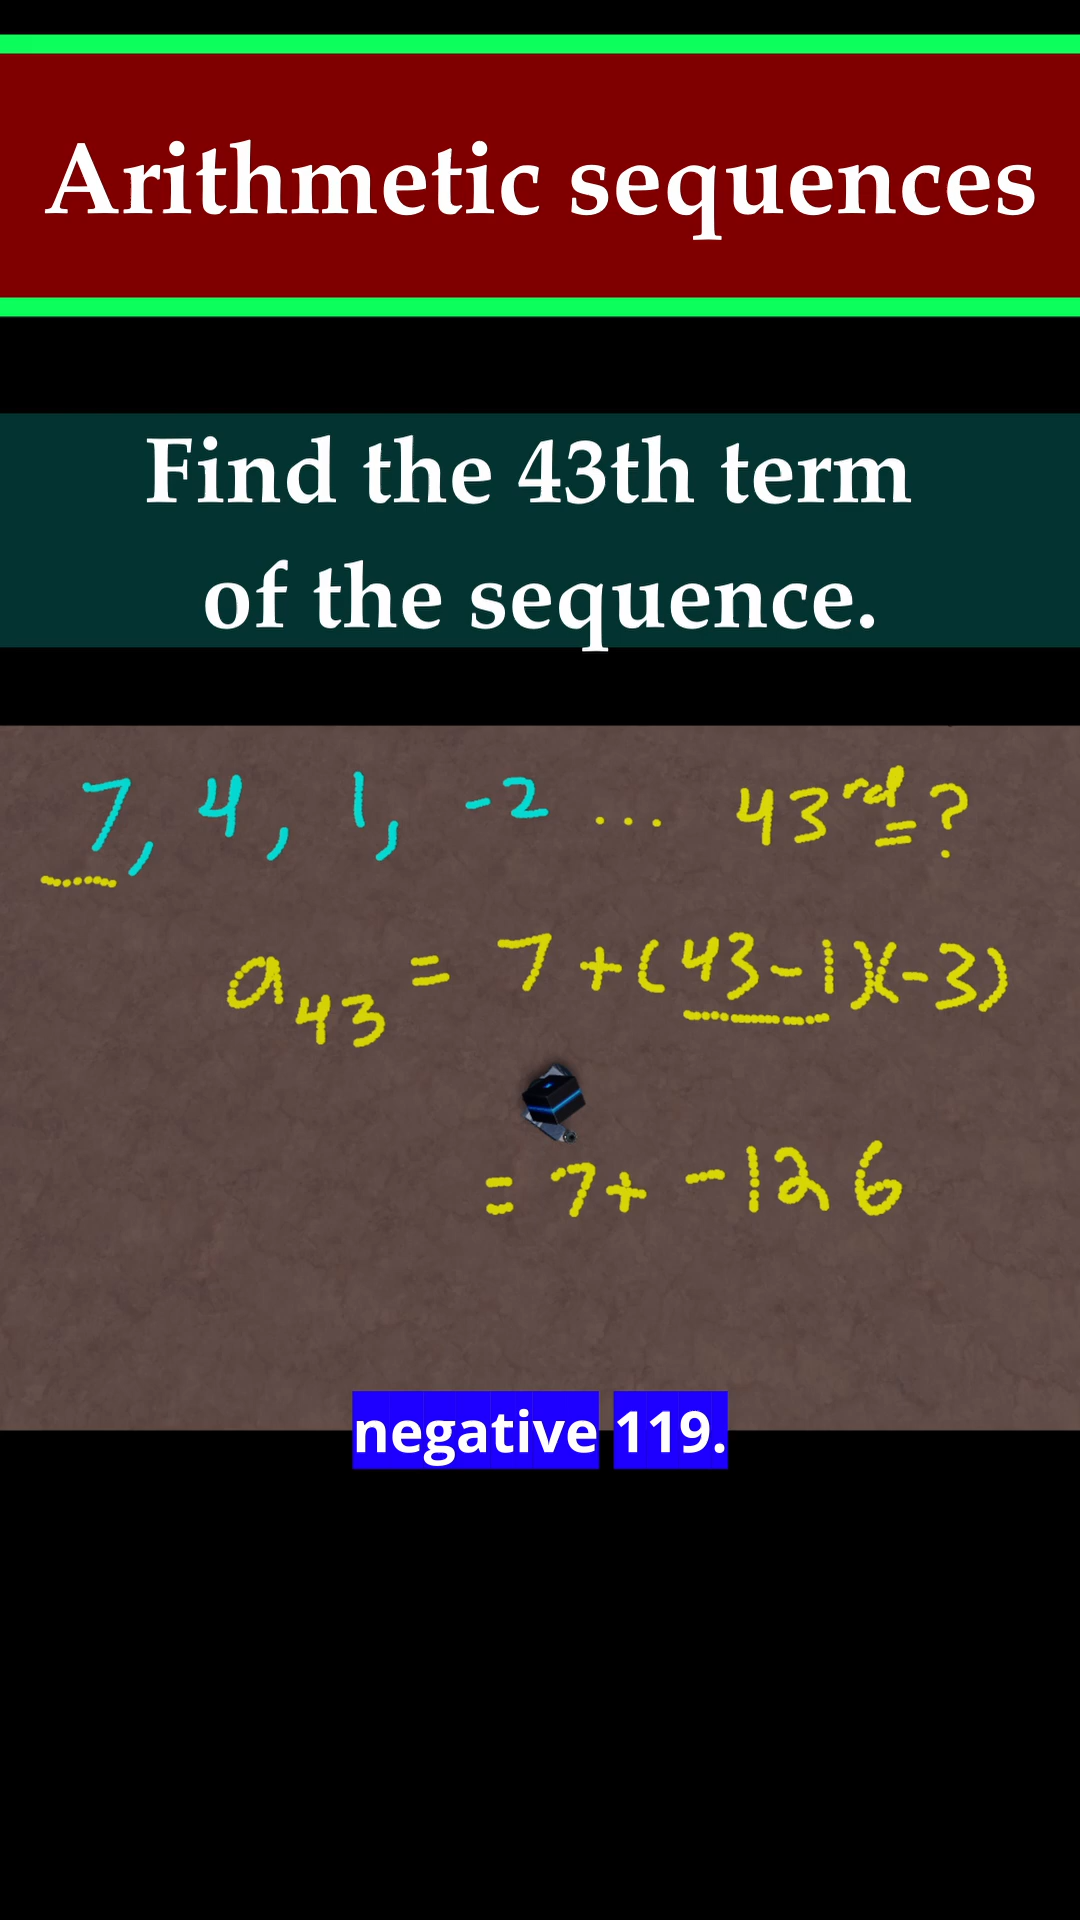 Arithmetic sequences
Find the 43th term
of the sequence.
7, 4, 1, -2 ... 43rd = ?
a43 = 7 + (43-1)(-3)
= 7 + -126
negative 119.